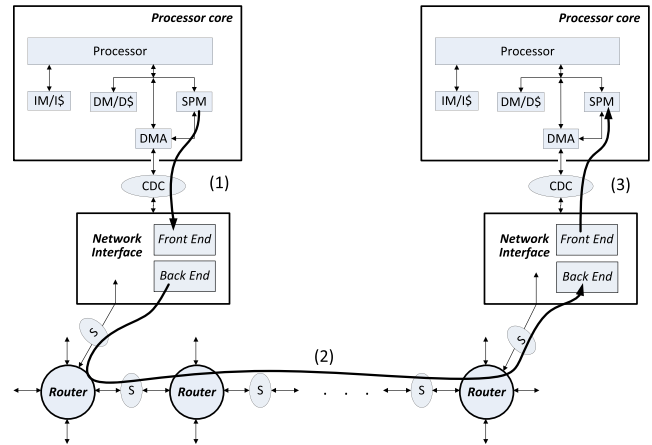 Processor core
Processor
IM/I$
DM/D$
SPM
DMA
CDC
(1)
Network
Interface
Front End
Back End
S
Processor core
Processor
IM/I$
DM/D$
SPM
DMA
CDC
(3)
Network
Interface
Front End
Back End
S
(2)
Router
S
Router
S
. . .
S
Router